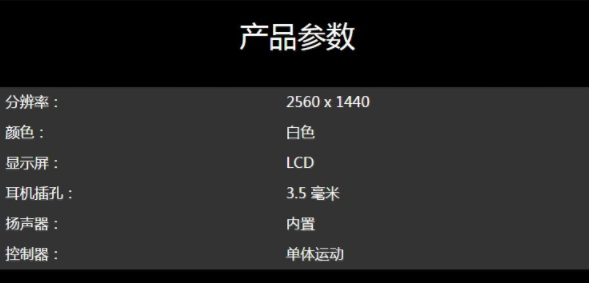 产品参数
分辨率： 2560 x 1440
颜色： 白色
显示屏： LCD
耳机插孔： 3.5 毫米
扬声器： 内置
控制器： 单体运动